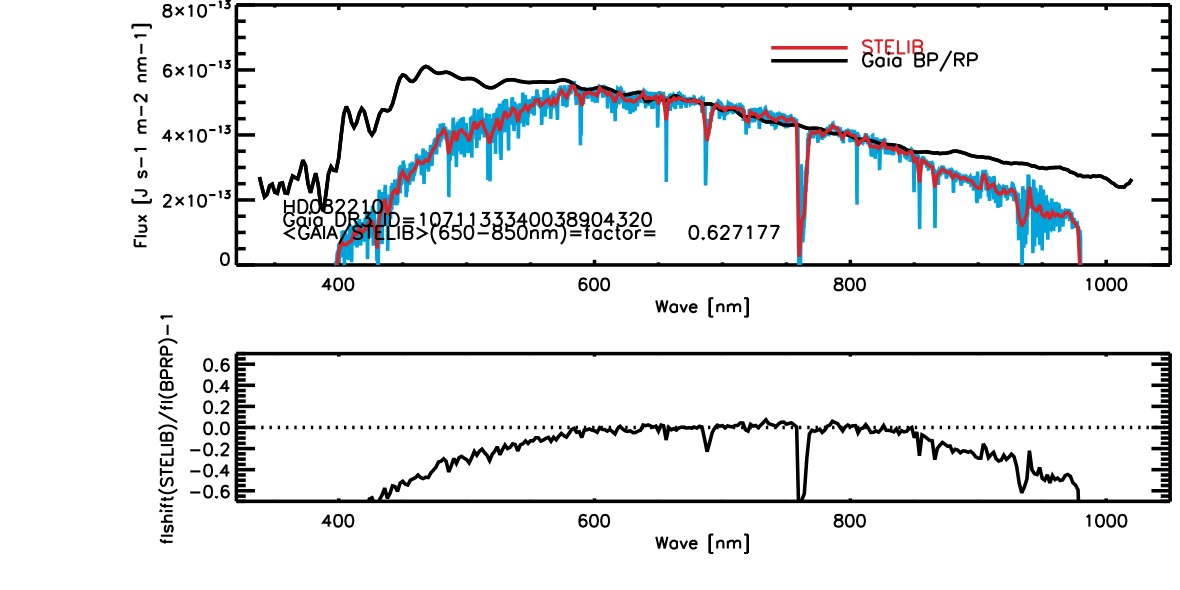 8×10−13
6×10−13
4×10−13
2×10−13
0
Flux [J s−1 m−2 nm−1]
STELIB
Gaia BP/RP
HD082210
Gaia DR3 ID=1071133340038904320
<GAIA/STELIB>(650−850nm)=factor= 0.627177
400 600 800 1000
Wave [nm]
flshift(STELIB)/fl(BPRP)−1
0.6
0.4
0.2
0.0
−0.2
−0.4
−0.6
400 600 800 1000
Wave [nm]